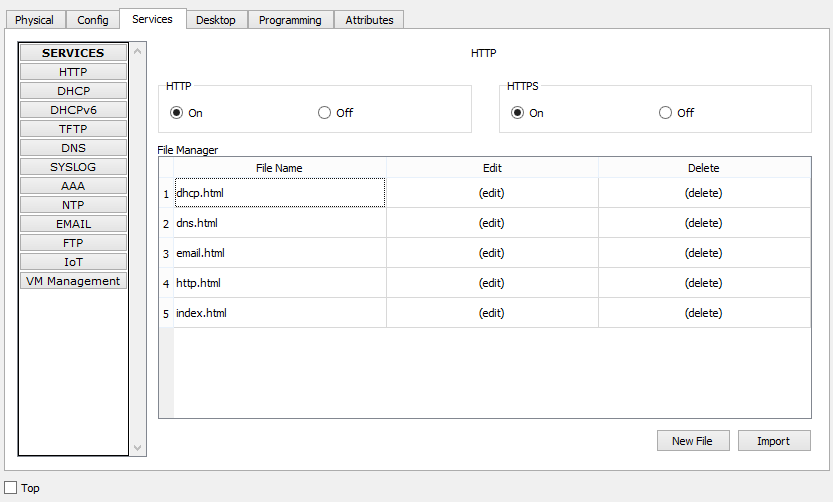 Physical Config Services Desktop Programming Attributes
SERVICES
HTTP
DHCP
DHCPv6
TFTP
DNS
SYSLOG
AAA
NTP
EMAIL
FTP
IoT
VM Management
HTTP
HTTP
On Off
HTTPS
On Off
File Manager
File Name Edit Delete
1 dhcp.html (edit) (delete)
2 dns.html (edit) (delete)
3 email.html (edit) (delete)
4 http.html (edit) (delete)
5 index.html (edit) (delete)
New File Import
Top